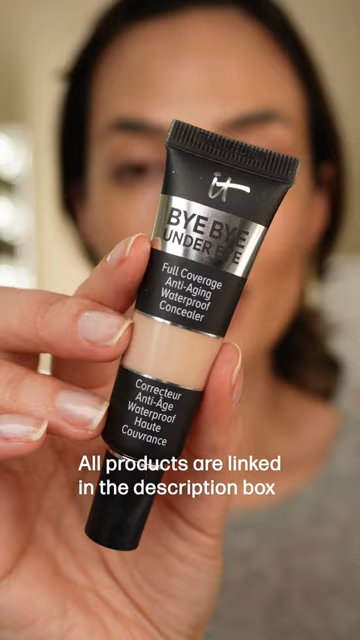 it
BYE BYE
UNDER EYE
Full Coverage
Anti-Aging
Waterproof
Concealer
Correcteur
Anti-Âge
Waterproof
Haute
Couvrance
All products are linked
in the description box